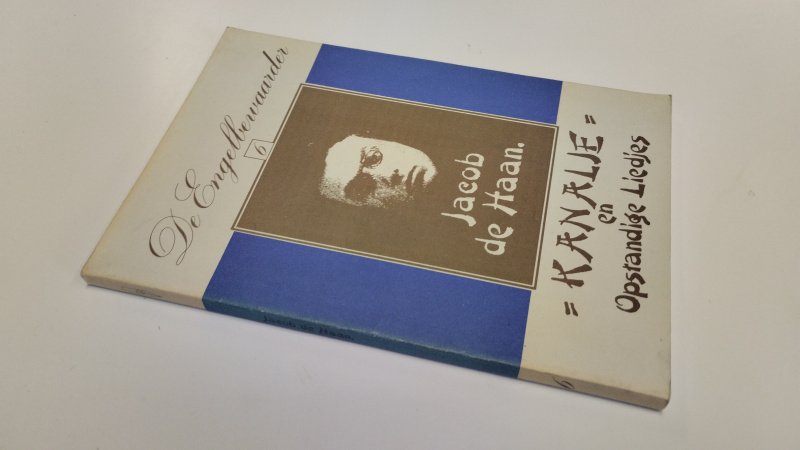 De Engelbewaarder
6
Jacob
de Haan.
= KANALJE =
en
Opstandige Liedjes
Jacob de Haan
6